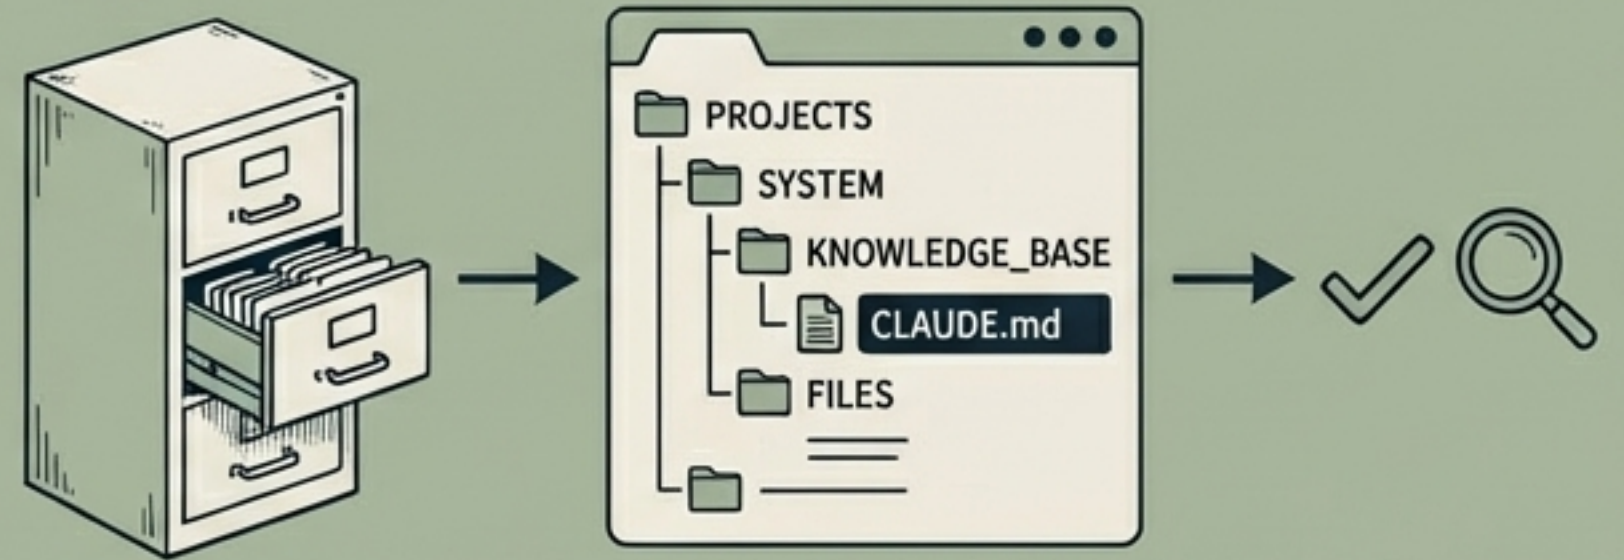 PROJECTS
SYSTEM
KNOWLEDGE_BASE
CLAUDE.md
FILES